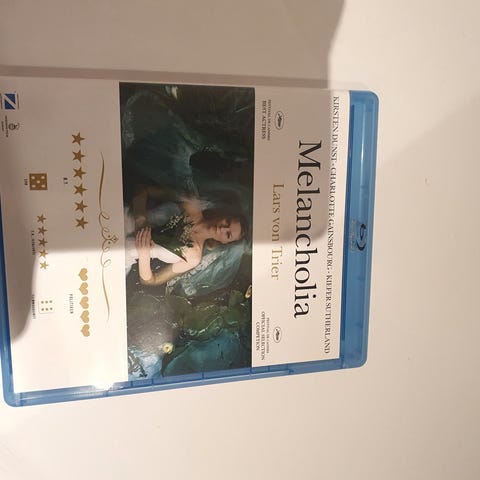 KIRSTEN DUNST · CHARLOTTE GAINSBOURG · KIEFER SUTHERLAND
Melancholia
Lars von Trier
FESTIVAL DE CANNES
BEST ACTRESS
FESTIVAL DE CANNES
OFFICIAL SELECTION
COMPETITION
B.T.
POLITIKEN